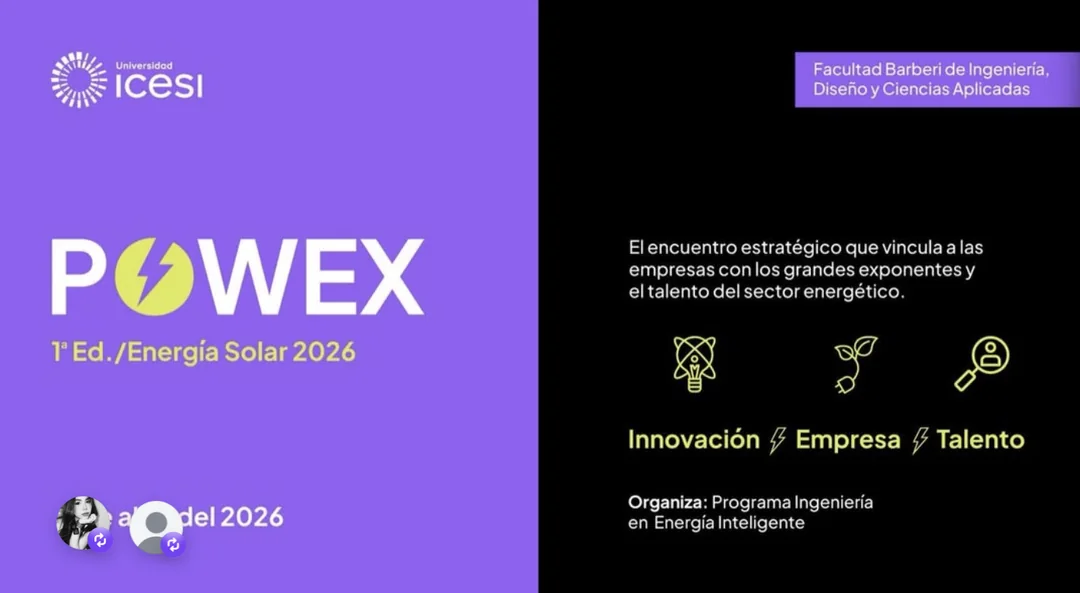 Universidad
icesi
POWEX
1ª Ed./Energía Solar 2026
del 2026
Facultad Barberi de Ingeniería,
Diseño y Ciencias Aplicadas
El encuentro estratégico que vincula a las
empresas con los grandes exponentes y
el talento del sector energético.
Innovación Empresa Talento
Organiza: Programa Ingeniería
en Energía Inteligente